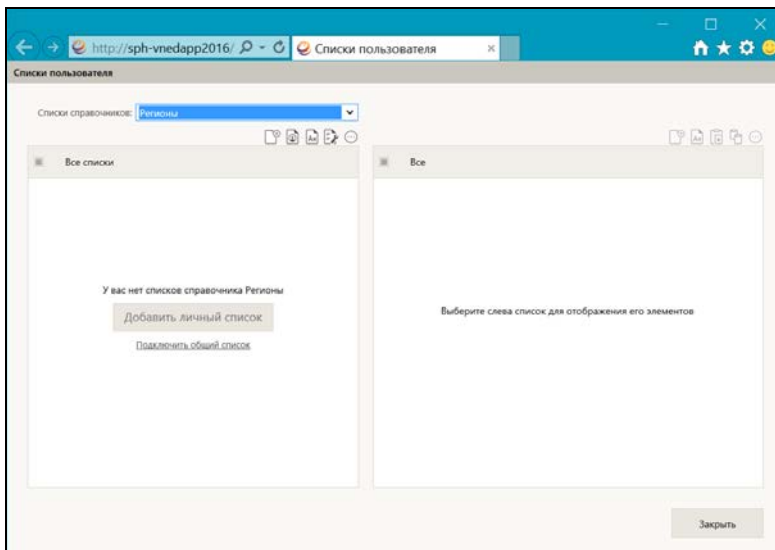 http://sph-vnedapp2016/ Списки пользователя
Списки пользователя
Списки справочников: Регионы
Все списки
Все
У вас нет списков справочника Регионы
Добавить личный список
Подключить общий список
Выберите слева список для отображения его элементов
Закрыть